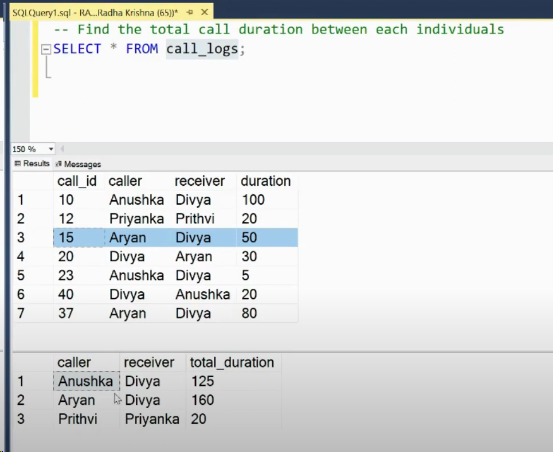 SQLQuery1.sql - RA...Radha Krishna (65))*
-- Find the total call duration between each individuals
SELECT * FROM call_logs;
150 %
Results Messages
call_id caller receiver duration
1 10 Anushka Divya 100
2 12 Priyanka Prithvi 20
3 15 Aryan Divya 50
4 20 Divya Aryan 30
5 23 Anushka Divya 5
6 40 Divya Anushka 20
7 37 Aryan Divya 80
caller receiver total_duration
1 Anushka Divya 125
2 Aryan Divya 160
3 Prithvi Priyanka 20